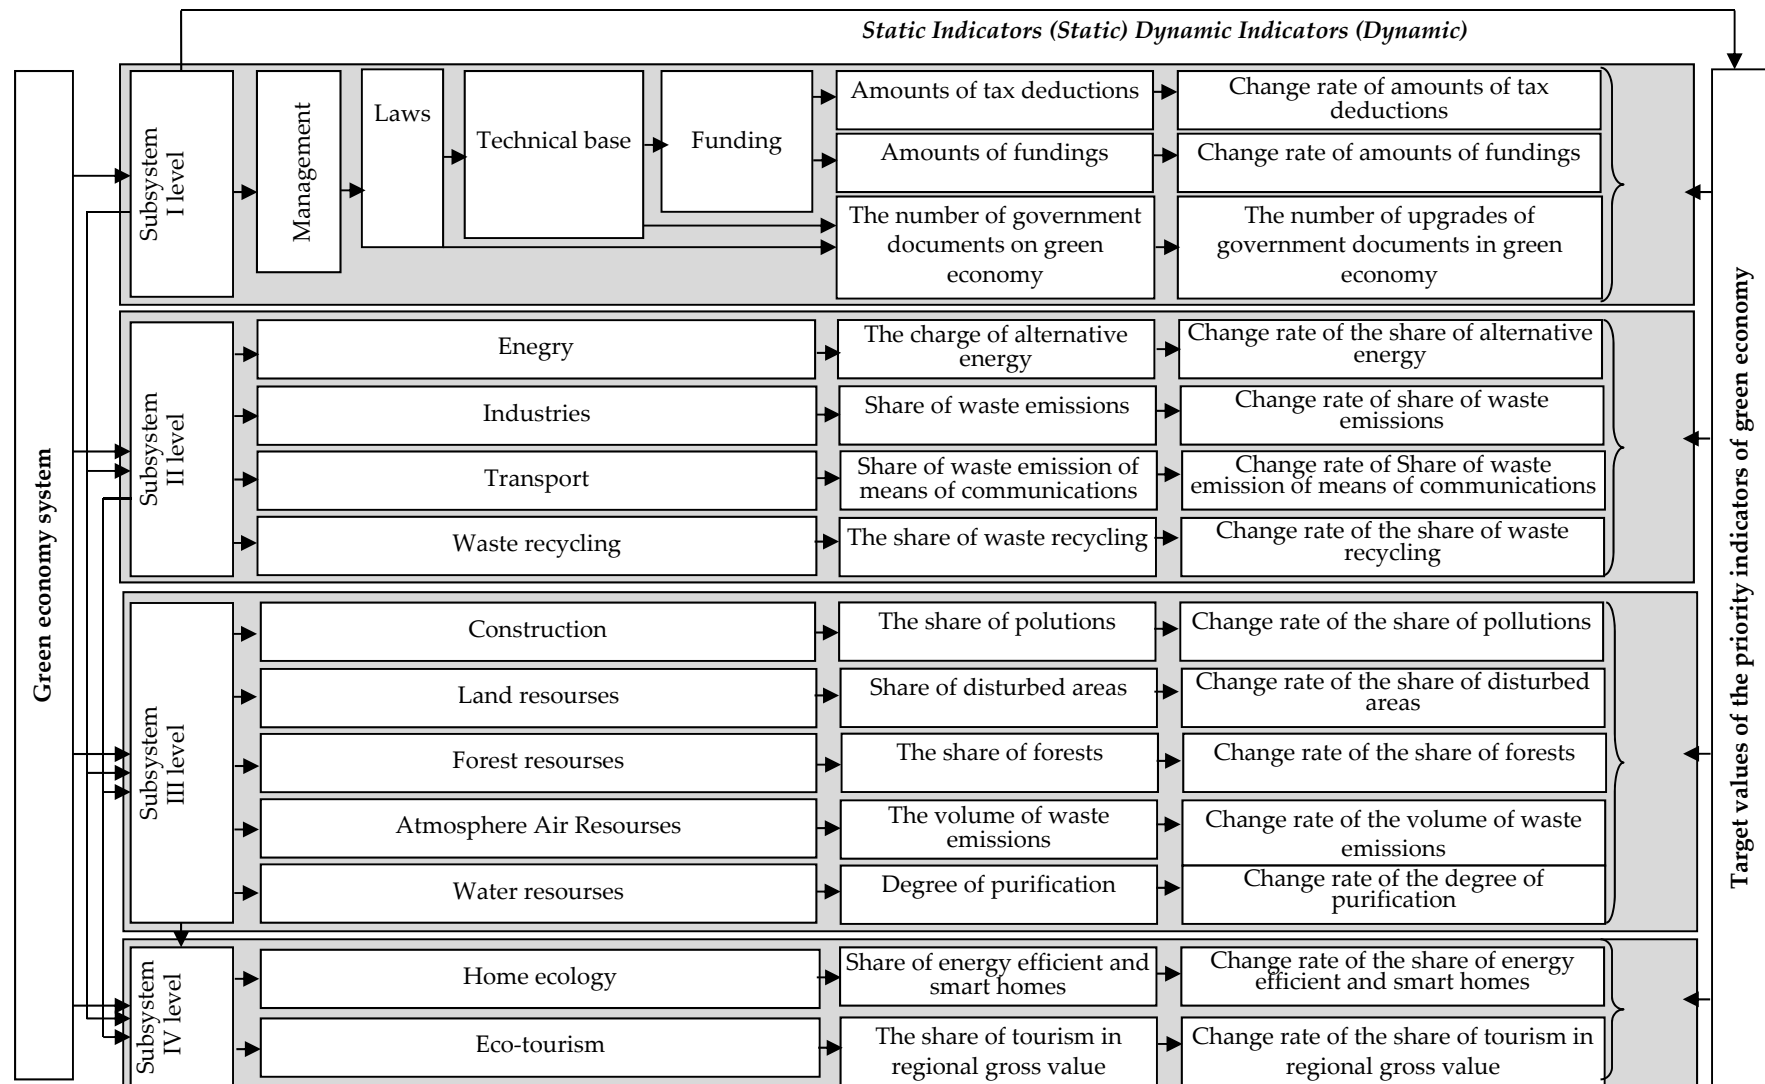 Static Indicators (Static) Dynamic Indicators (Dynamic)
Green economy system
Subsystem
I level
Management
Laws
Technical base
Funding
Amounts of tax deductions
Change rate of amounts of tax
deductions
Amounts of fundings
Change rate of amounts of fundings
The number of government
documents on green
economy
The number of upgrades of
government documents in green
economy
Subsystem
II level
Enegry
The charge of alternative
energy
Change rate of the share of alternative
energy
Industries
Share of waste emissions
Change rate of share of waste
emissions
Transport
Share of waste emission of
means of communications
Change rate of Share of waste
emission of means of communications
Waste recycling
The share of waste recycling
Change rate of the share of waste
recycling
Subsystem
III level
Construction
The share of polutions
Change rate of the share of pollutions
Land resourses
Share of disturbed areas
Change rate of the share of disturbed
areas
Forest resourses
The share of forests
Change rate of the share of forests
Atmosphere Air Resourses
The volume of waste
emissions
Change rate of the volume of waste
emissions
Water resourses
Degree of purification
Change rate of the degree of
purification
Subsystem
IV level
Home ecology
Share of energy efficient and
smart homes
Change rate of the share of energy
efficient and smart homes
Eco-tourism
The share of tourism in
regional gross value
Change rate of the share of tourism in
regional gross value
Target values of the priority indicators of green economy